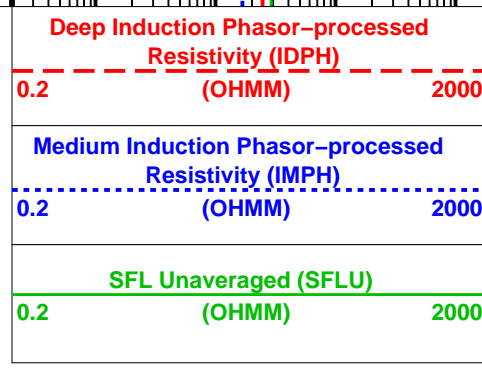 Deep Induction Phasor−processed
Resistivity (IDPH)
0.2 (OHMM) 2000
Medium Induction Phasor−processed
Resistivity (IMPH)
0.2 (OHMM) 2000
SFL Unaveraged (SFLU)
0.2 (OHMM) 2000